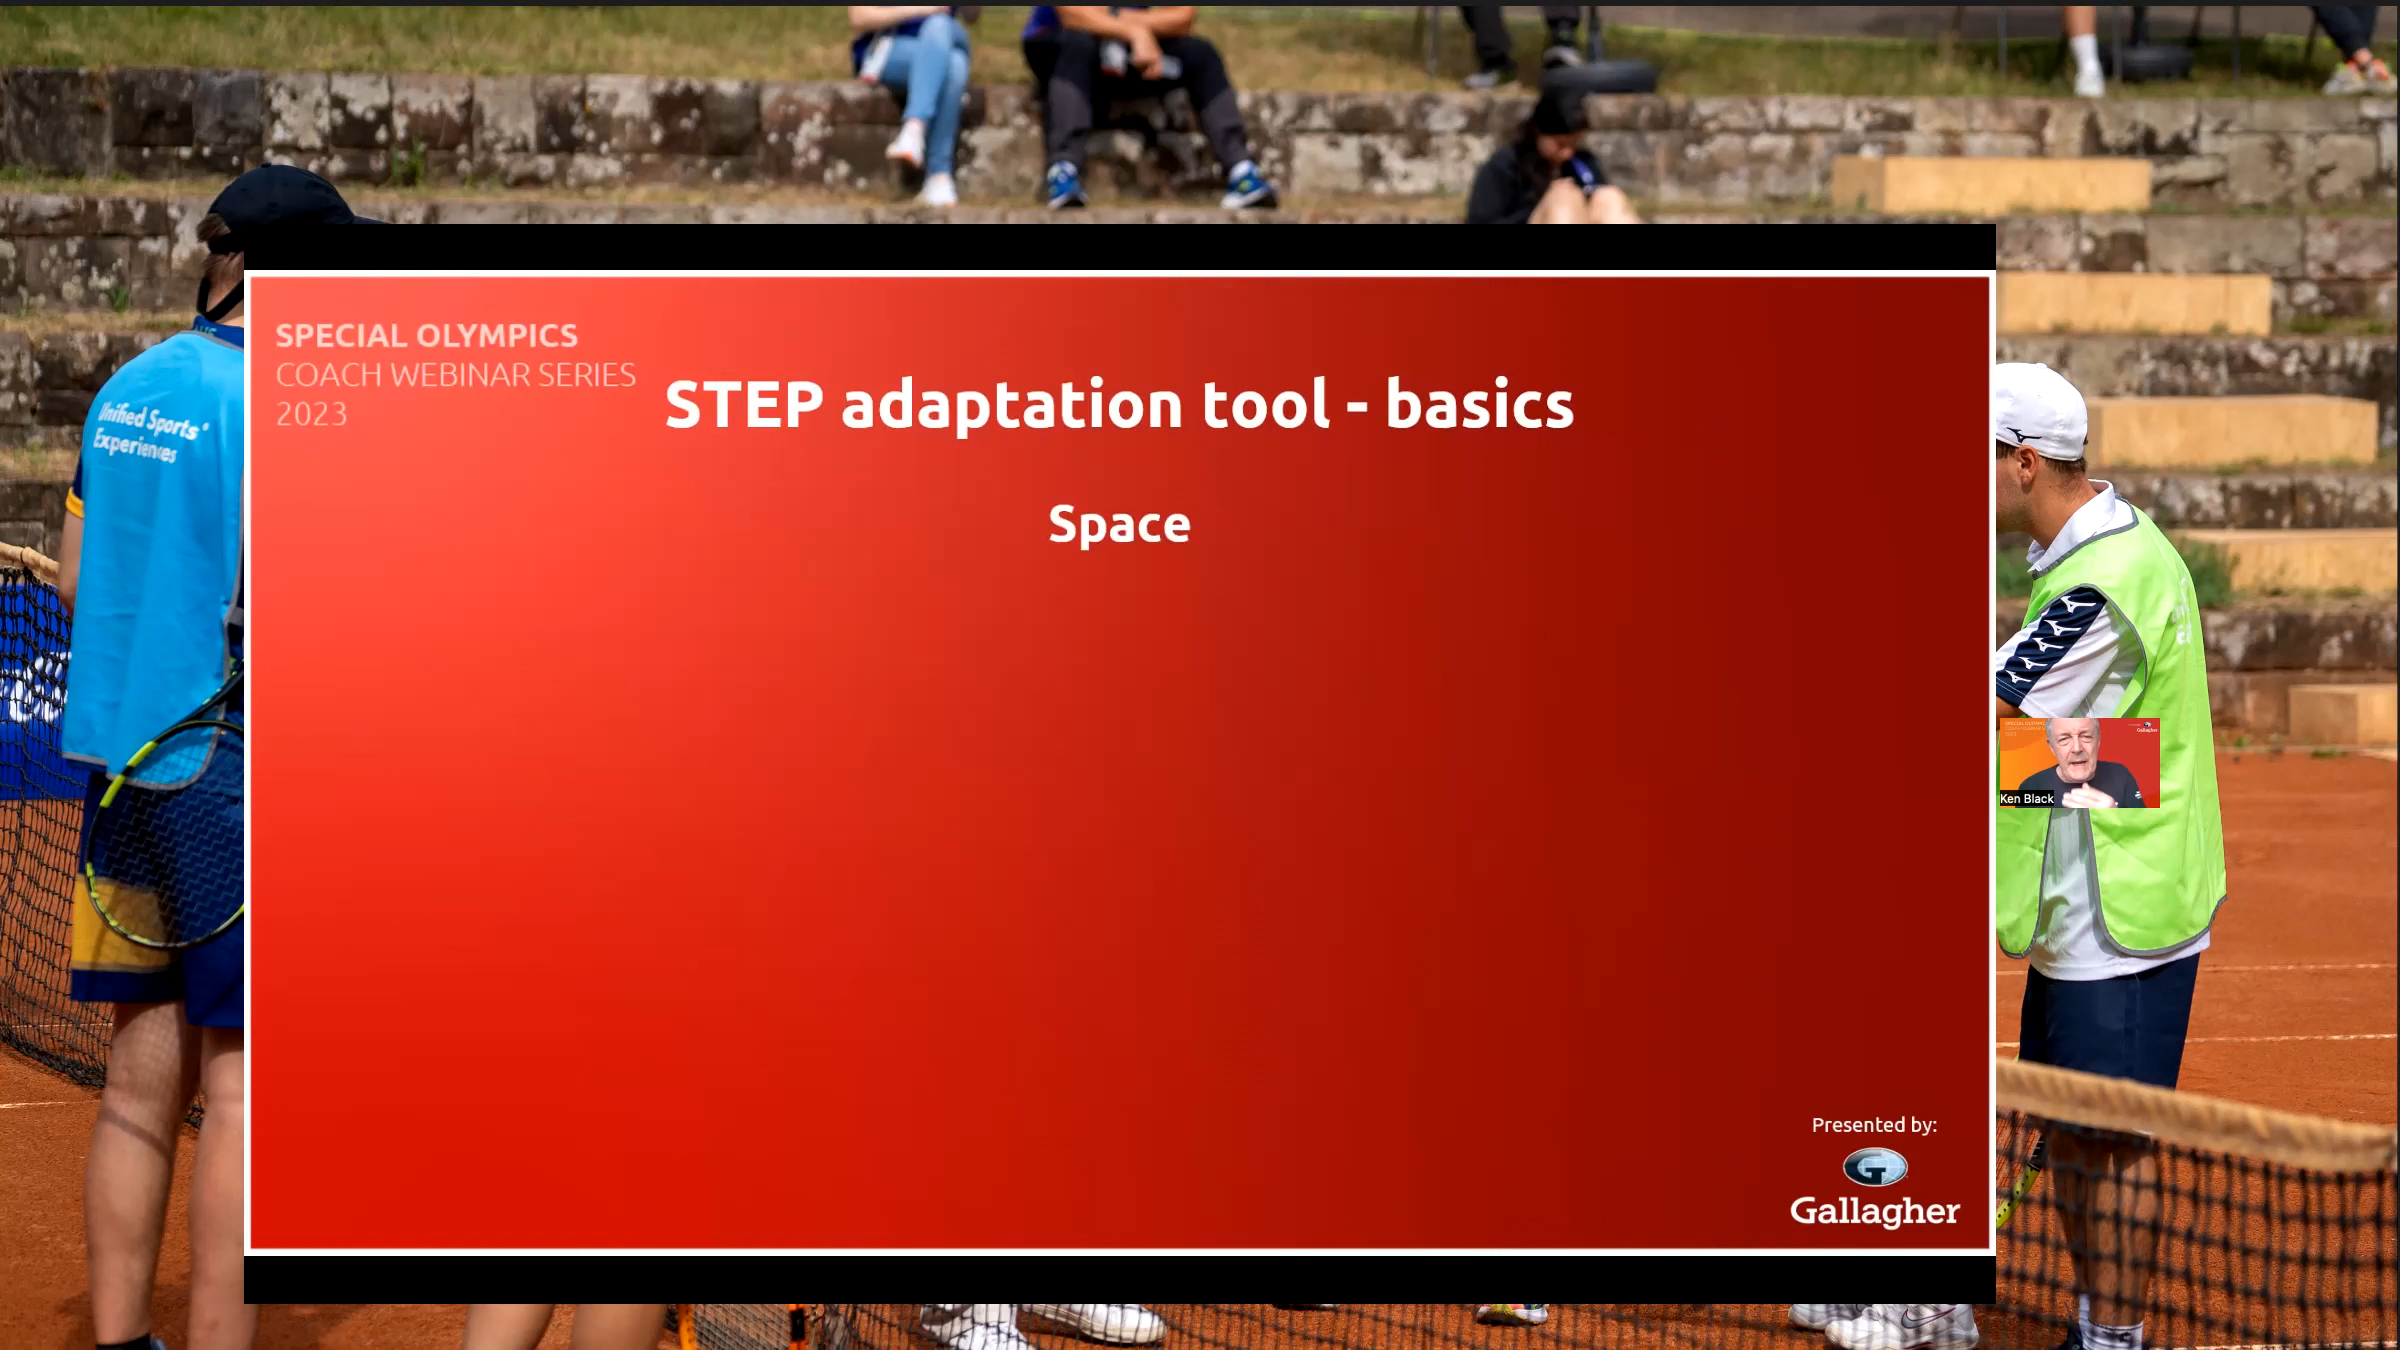 SPECIAL OLYMPICS
COACH WEBINAR SERIES
2023
STEP adaptation tool - basics
Space
Unified Sports®
Experiences
Ken Black
Presented by:
G
Gallagher
Gallagher